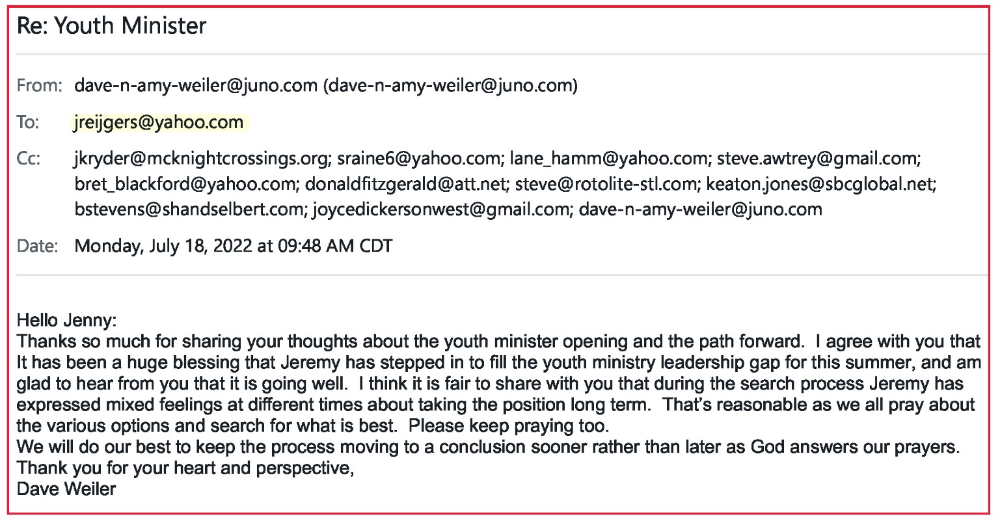 Re: Youth Minister
From: dave-n-amy-weiler@juno.com (dave-n-amy-weiler@juno.com)
To: jreijgers@yahoo.com
Cc: jkryder@mcknightcrossings.org; sraine6@yahoo.com; lane_hamm@yahoo.com; steve.awtrey@gmail.com;
bret_blackford@yahoo.com; donaldfitzgerald@att.net; steve@rotolite-stl.com; keaton.jones@sbcglobal.net;
bstevens@shandselbert.com; joycedickersonwest@gmail.com; dave-n-amy-weiler@juno.com
Date: Monday, July 18, 2022 at 09:48 AM CDT
Hello Jenny:
Thanks so much for sharing your thoughts about the youth minister opening and the path forward.  I agree with you that
It has been a huge blessing that Jeremy has stepped in to fill the youth ministry leadership gap for this summer, and am
glad to hear from you that it is going well.  I think it is fair to share with you that during the search process Jeremy has
expressed mixed feelings at different times about taking the position long term.  That’s reasonable as we all pray about
the various options and search for what is best.  Please keep praying too.
We will do our best to keep the process moving to a conclusion sooner rather than later as God answers our prayers.
Thank you for your heart and perspective,
Dave Weiler